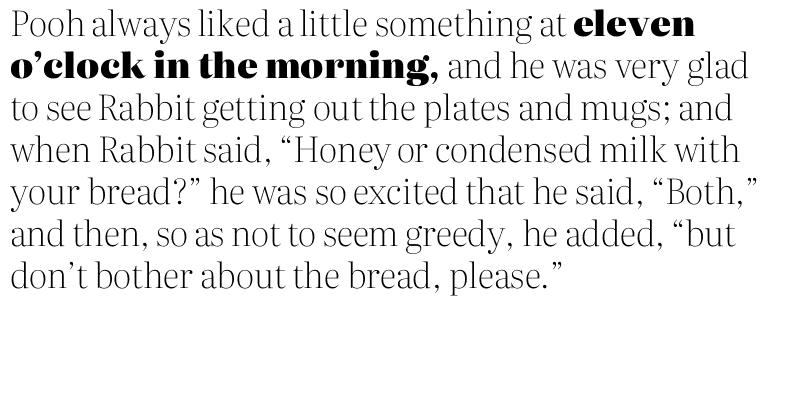 Pooh always liked a little something at eleven
o’clock in the morning, and he was very glad
to see Rabbit getting out the plates and mugs; and
when Rabbit said, “Honey or condensed milk with
your bread?” he was so excited that he said, “Both,”
and then, so as not to seem greedy, he added, “but
don’t bother about the bread, please.”